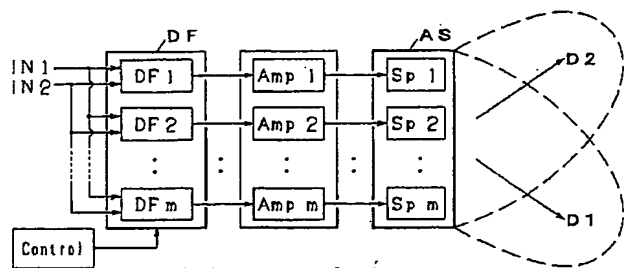 DF
AS
IN1
IN2
DF1
Amp 1
Sp 1
D2
DF2
Amp 2
Sp 2
DFm
Amp m
Sp m
D1
Control